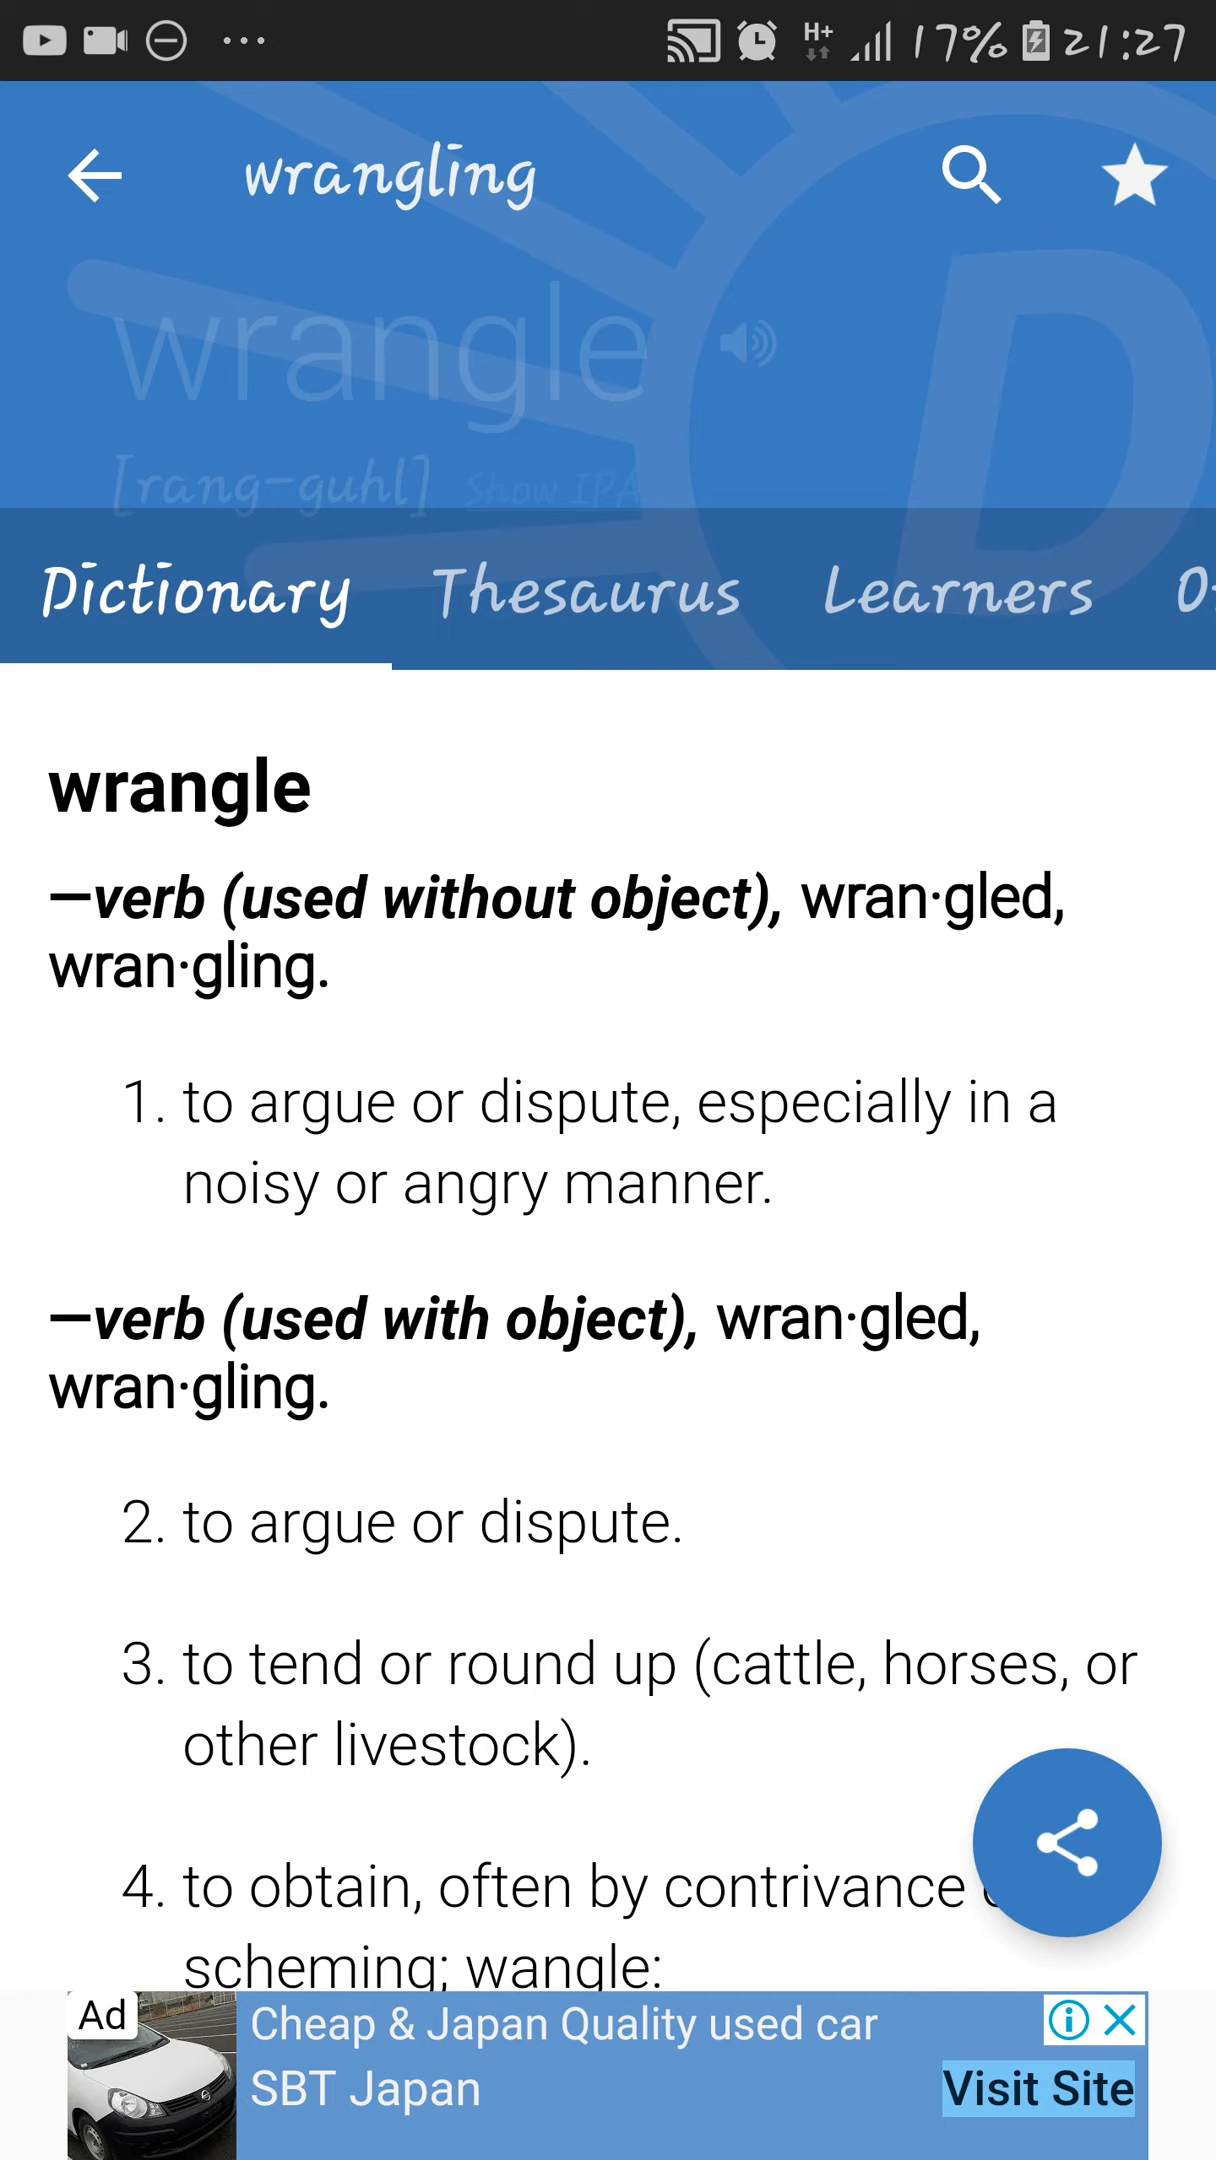 H+ 17% 21:27
wrangling
wrangle
[rang-guhl] Show IPA
Dictionary Thesaurus Learners
wrangle
—verb (used without object), wran·gled,
wran·gling.
1. to argue or dispute, especially in a
noisy or angry manner.
—verb (used with object), wran·gled,
wran·gling.
2. to argue or dispute.
3. to tend or round up (cattle, horses, or
other livestock).
4. to obtain, often by contrivance
scheming; wangle:
Ad
Cheap & Japan Quality used car
SBT Japan
Visit Site